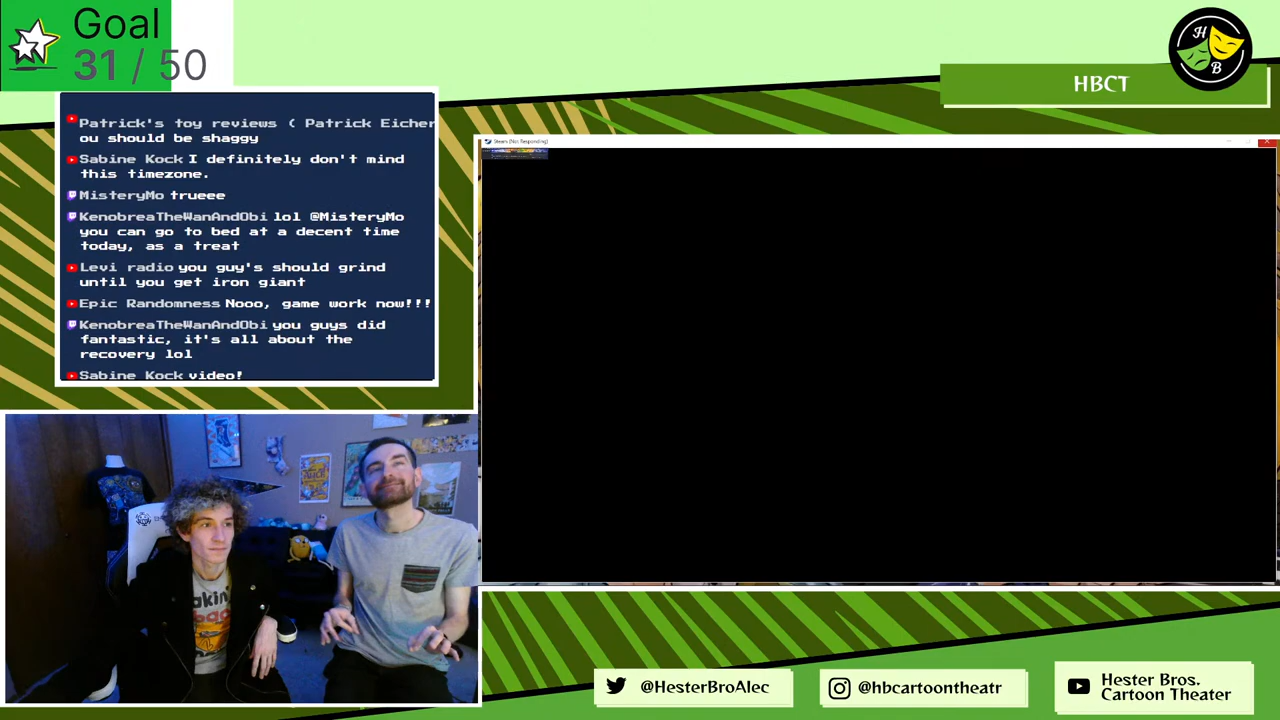 Goal
31 / 50
H
B
HBCT
Patrick's toy reviews ( Patrick Eicher
ou should be shaggy
Sabine Kock I definitely don't mind
this timezone.
MisteryMo trueee
KenobreaTheWanAndObi lol @MisteryMo
you can go to bed at a decent time
today, as a treat
Levi radio you guy's should grind
until you get iron giant
Epic Randomness Nooo, game work now!!!
KenobreaTheWanAndObi you guys did
fantastic, it's all about the
recovery lol
Sabine Kock video!
Steam (Not Responding)
@HesterBroAlec
@hbcartoontheatr
Hester Bros.
Cartoon Theater